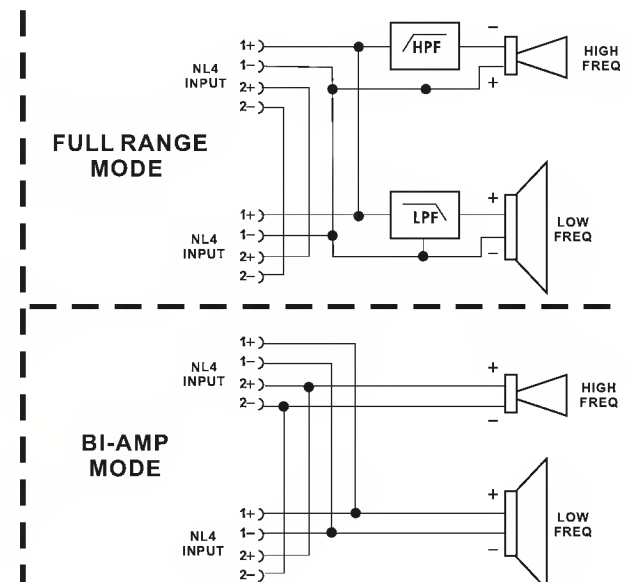 FULL RANGE
MODE
NL4
INPUT
1+
1−
2+
2−
HPF
−
+
HIGH
FREQ
NL4
INPUT
1+
1−
2+
2−
LPF
+
−
LOW
FREQ
BI-AMP
MODE
NL4
INPUT
1+
1−
2+
2−
+
−
HIGH
FREQ
NL4
INPUT
1+
1−
2+
2−
+
−
LOW
FREQ